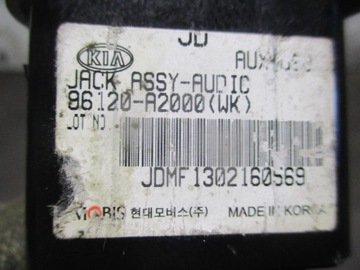 JD
KIA
JACK ASSY-AUDIO
96120-A2000(WK)
LOT NO
JDMF1302160569
MOBIS 현대모비스(주) MADE IN KOREA